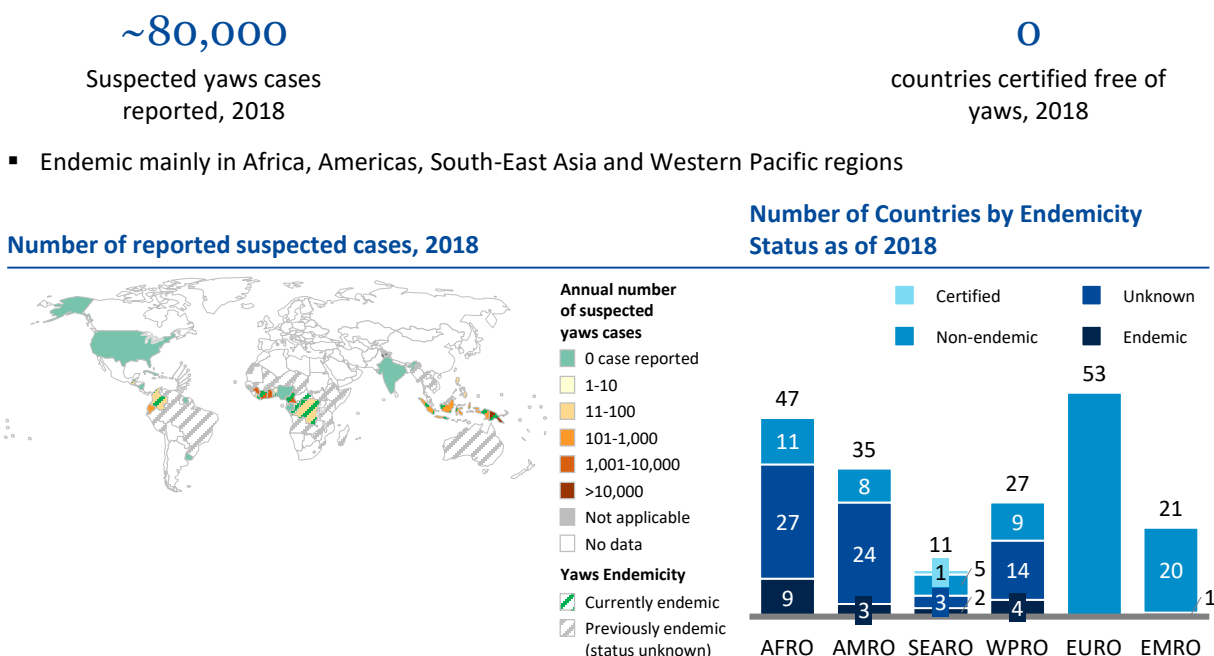 ~80,000
Suspected yaws cases
reported, 2018
0
countries certified free of
yaws, 2018
▪ Endemic mainly in Africa, Americas, South-East Asia and Western Pacific regions
Number of reported suspected cases, 2018
Annual number
of suspected
yaws cases
0 case reported
1-10
11-100
101-1,000
1,001-10,000
>10,000
Not applicable
No data
Yaws Endemicity
Currently endemic
Previously endemic
(status unknown)
Number of Countries by Endemicity
Status as of 2018
Certified
Unknown
Non-endemic
Endemic
47
11
27
9
35
8
24
3
11
1
5
3
2
27
9
14
4
53
21
20
1
AFRO AMRO SEARO WPRO EURO EMRO